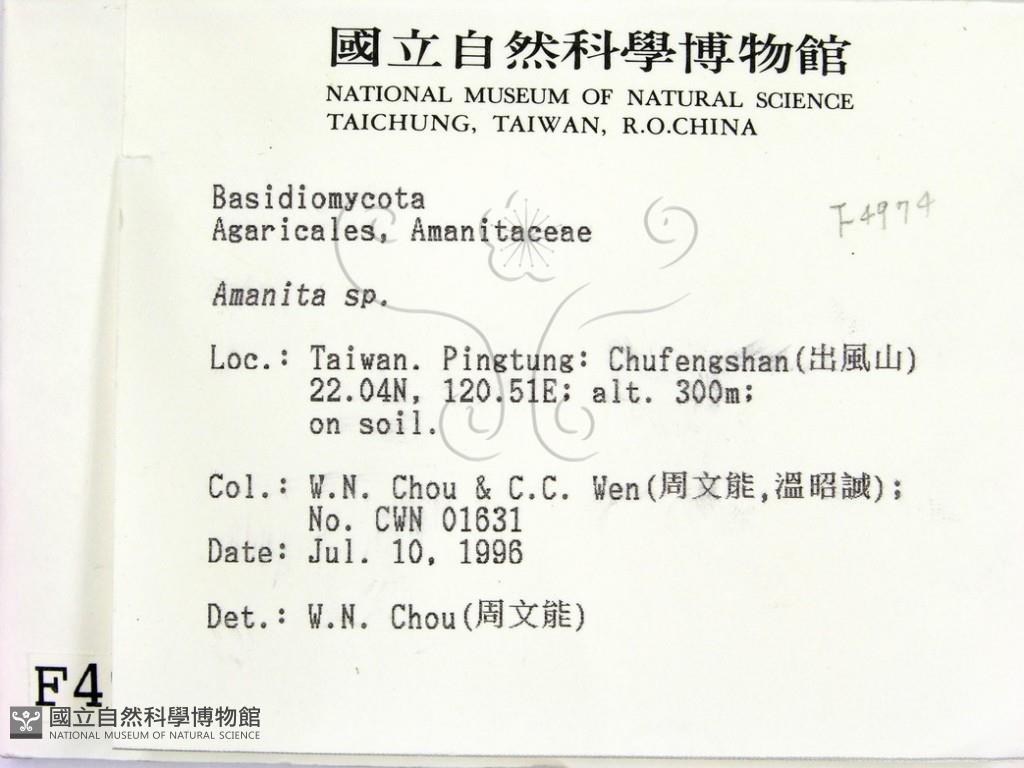 國立自然科學博物館
NATIONAL MUSEUM OF NATURAL SCIENCE
TAICHUNG, TAIWAN, R.O.CHINA
Basidiomycota
F4974
Agaricales, Amanitaceae
Amanita sp.
Loc.: Taiwan. Pingtung: Chufengshan(出風山)
22.04N, 120.51E; alt. 300m;
on soil.
Col.: W.N. Chou & C.C. Wen(周文能,溫昭誠);
No. CWN 01631
Date: Jul. 10, 1996
Det.: W.N. Chou(周文能)
F4
國立自然科學博物館
NATIONAL MUSEUM OF NATURAL SCIENCE